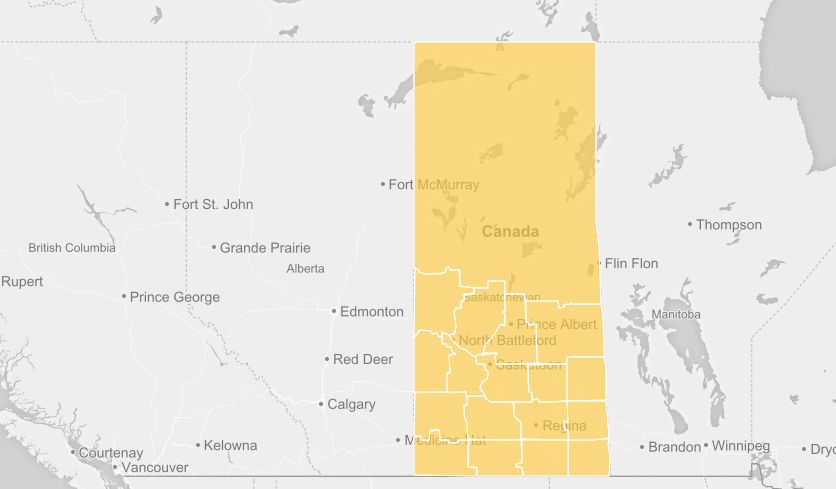 Fort McMurray
Fort St. John
Thompson
Canada
British Columbia
Grande Prairie
Flin Flon
Alberta
Rupert
Prince George
Saskatchewan
Edmonton
Manitoba
Prince Albert
North Battleford
Red Deer
Saskatoon
Calgary
Regina
Medicine Hat
Kelowna
Brandon
Winnipeg
Courtenay
Dryd
Vancouver